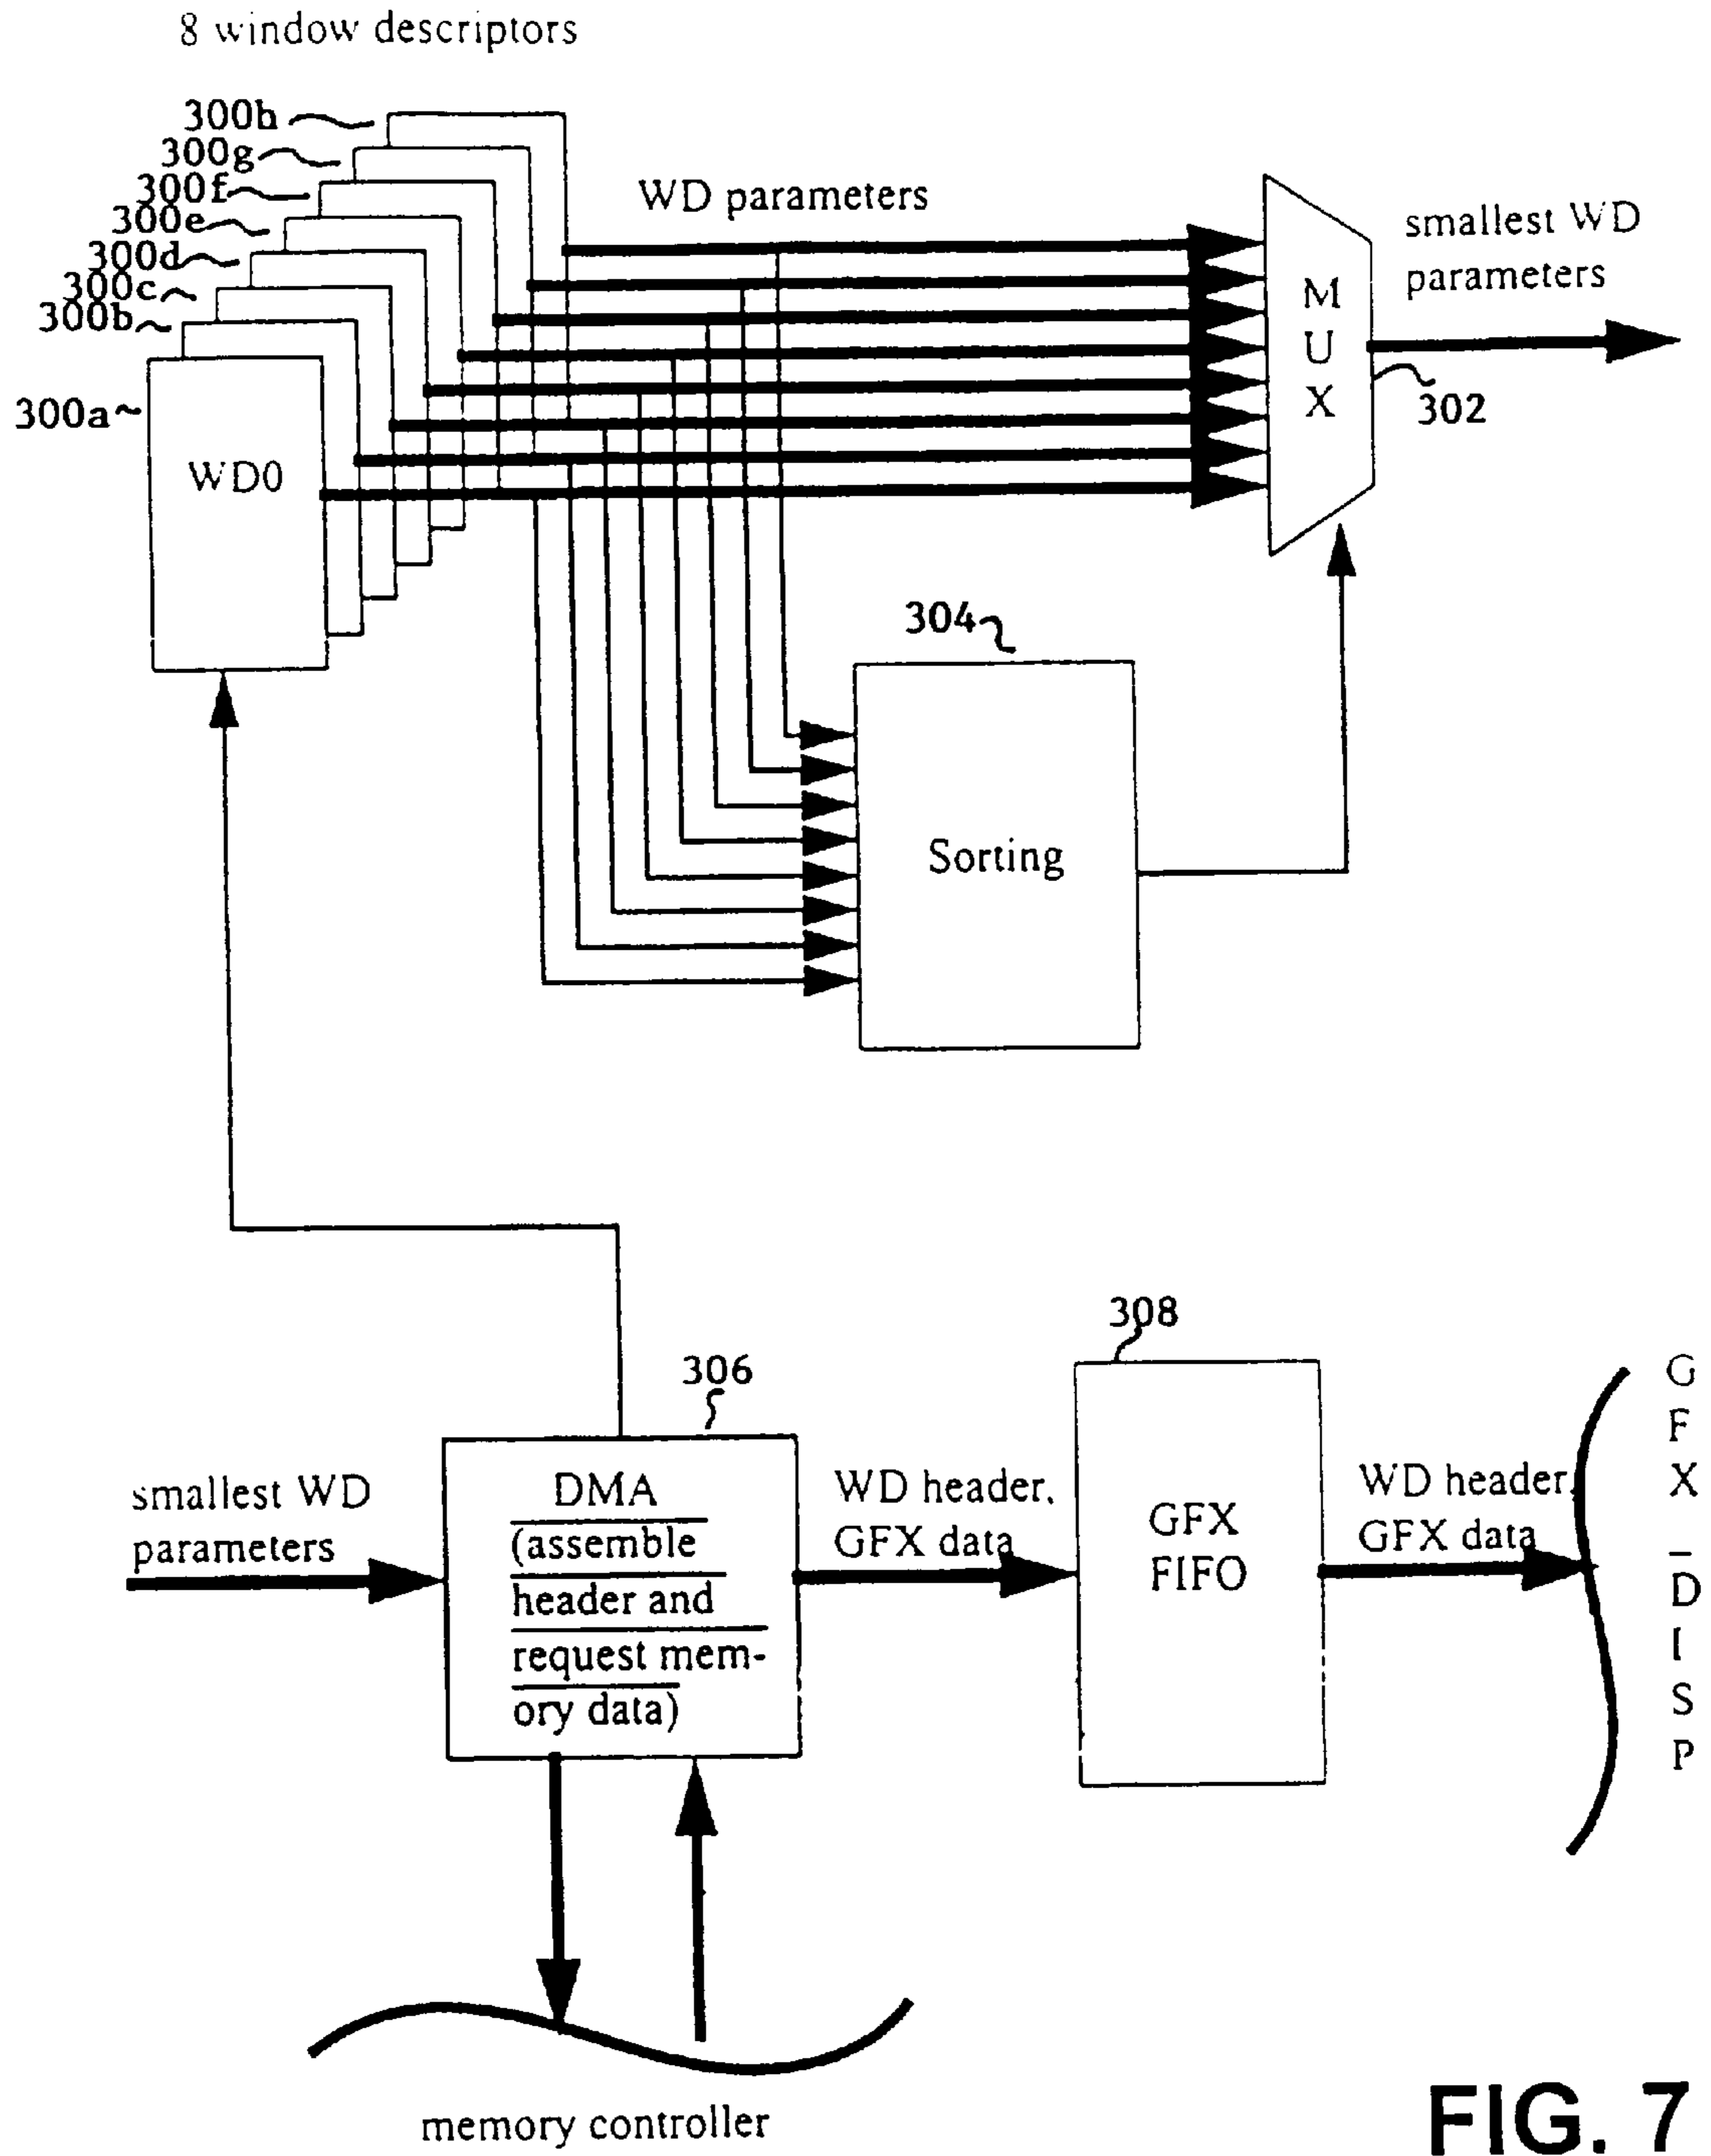 8 window descriptors
300h
300g
300f
300e
300d
300c
300b
300a
WD0
WD parameters
MUX
smallest WD
parameters
302
304
Sorting
306
308
smallest WD
parameters
DMA
(assemble
header and
request mem-
ory data)
WD header,
GFX data
GFX
FIFO
WD header,
GFX data
GFX_DISP
memory controller
FIG. 7